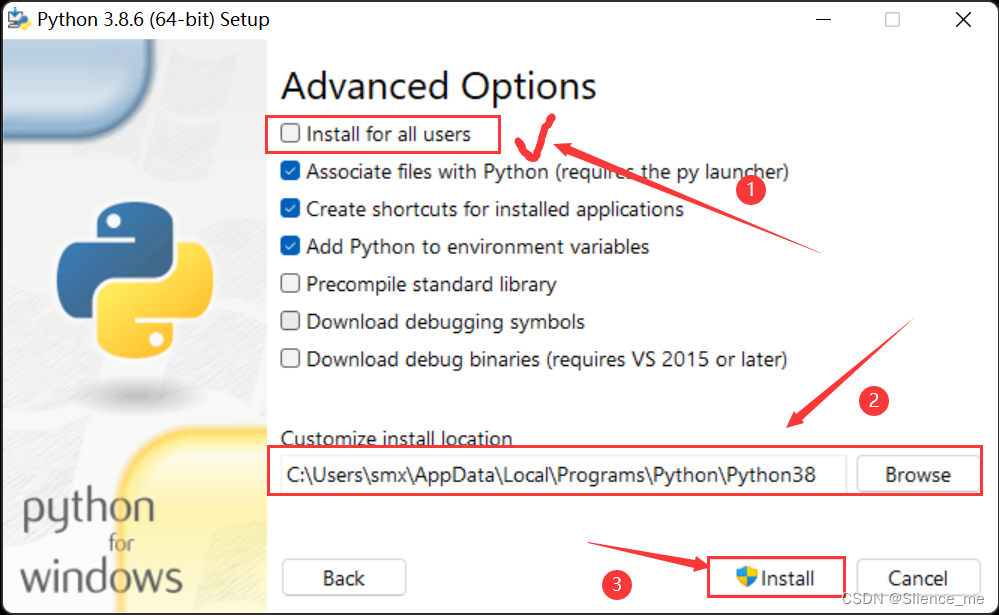 Python 3.8.6 (64-bit) Setup
Advanced Options
Install for all users
Associate files with Python (requires the py launcher)
1
Create shortcuts for installed applications
Add Python to environment variables
Precompile standard library
Download debugging symbols
Download debug binaries (requires VS 2015 or later)
2
Customize install location
C:\Users\smx\AppData\Local\Programs\Python\Python38
Browse
python
for
windows
Back
3
Install
Cancel
CSDN @Silence_me